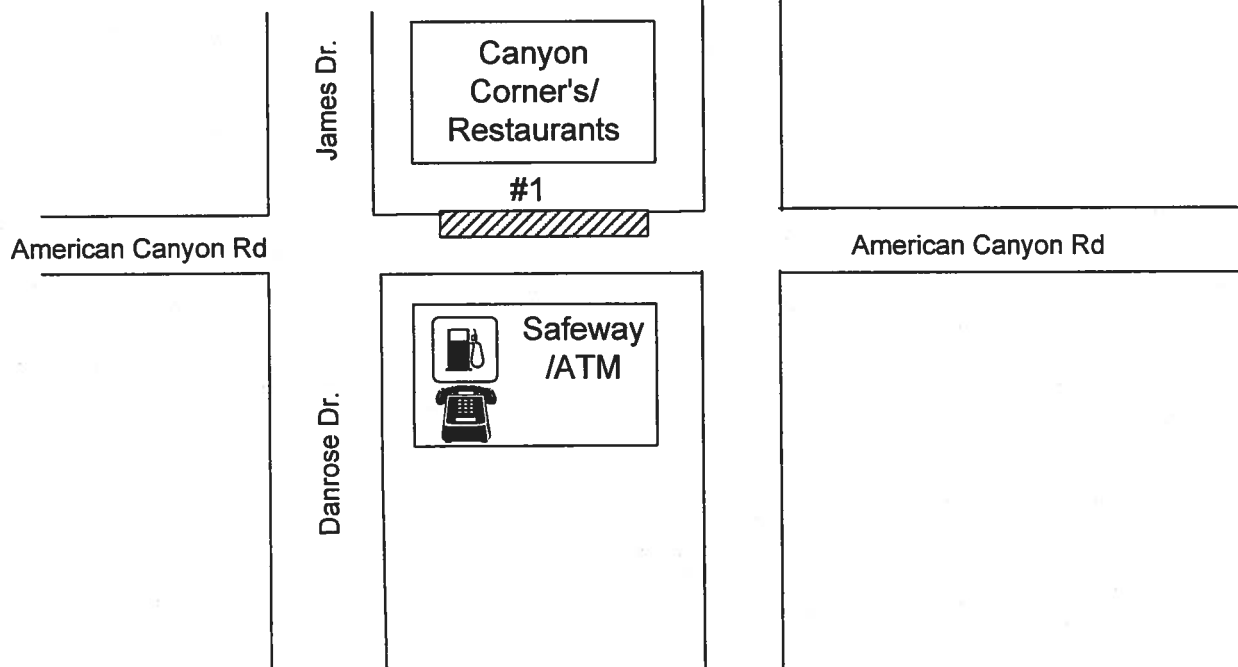 James Dr.
Canyon
Corner's/
Restaurants
#1
American Canyon Rd
American Canyon Rd
Safeway
/ATM
Danrose Dr.